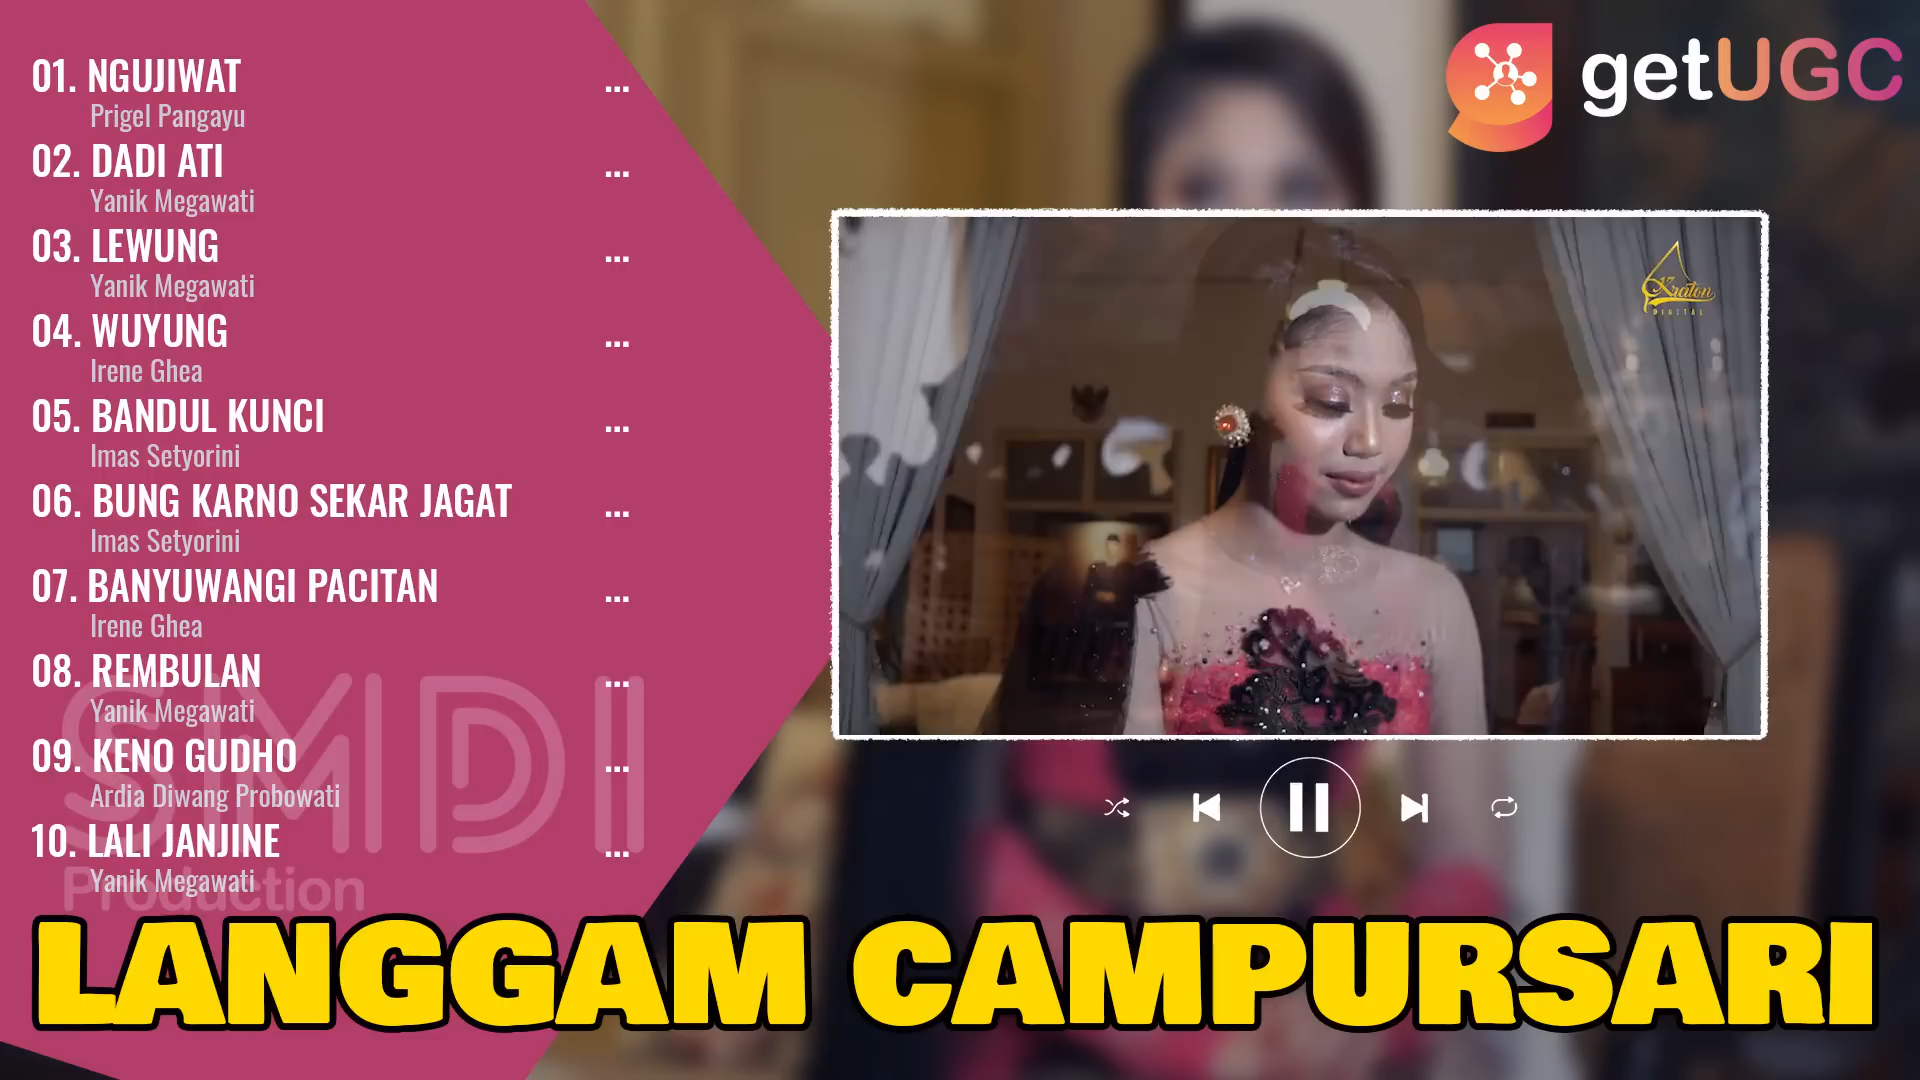 01. NGUJIWAT ...
Prigel Pangayu
02. DADI ATI ...
Yanik Megawati
03. LEWUNG ...
Yanik Megawati
04. WUYUNG ...
Irene Ghea
05. BANDUL KUNCI ...
Imas Setyorini
06. BUNG KARNO SEKAR JAGAT ...
Imas Setyorini
07. BANYUWANGI PACITAN ...
Irene Ghea
08. REMBULAN ...
Yanik Megawati
09. KENO GUDHO ...
Ardia Diwang Probowati
10. LALI JANJINE ...
Yanik Megawati
SMDI
Production
getUGC
Kraton
DIGITAL
LANGGAM CAMPURSARI